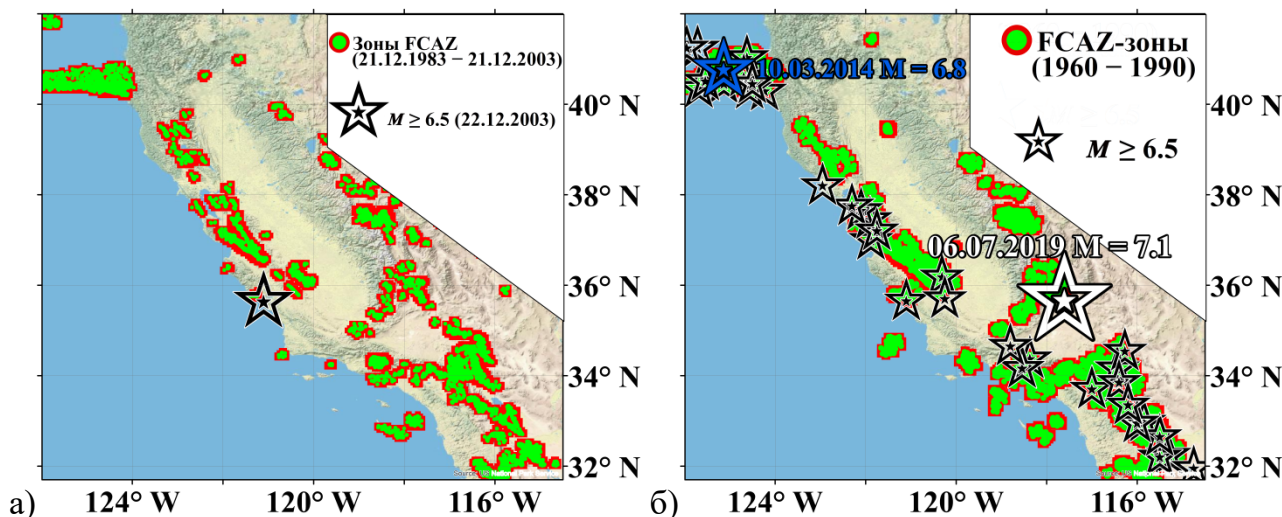 Зоны FCAZ
(21.12.1983 – 21.12.2003)
M ≥ 6.5 (22.12.2003)
40° N
38° N
36° N
34° N
32° N
а)
124° W
120° W
116° W
FCAZ-зоны
(1960 – 1990)
M ≥ 6.5
10.03.2014 M = 6.8
06.07.2019 M = 7.1
40° N
38° N
36° N
34° N
32° N
б)
124° W
120° W
116° W